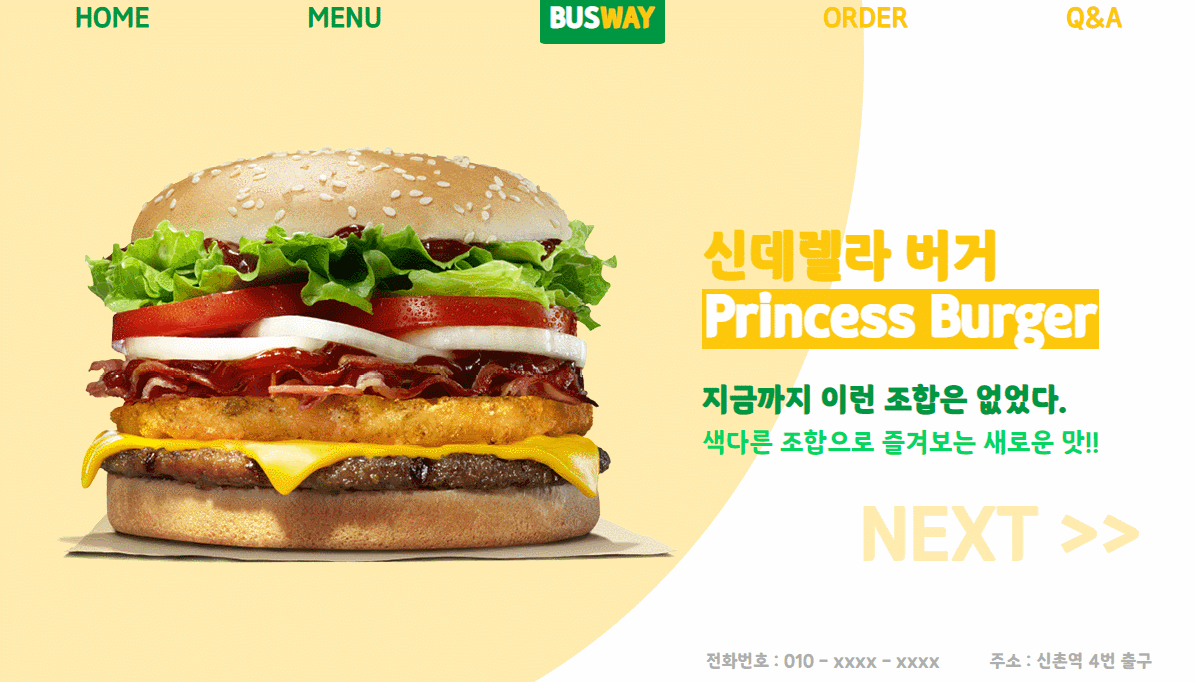 HOME MENU BUSWAY ORDER Q&A
신데렐라 버거
Princess Burger
지금까지 이런 조합은 없었다.
색다른 조합으로 즐겨보는 새로운 맛!!
NEXT >>
전화번호 : 010 - xxxx - xxxx 주소 : 신촌역 4번 출구